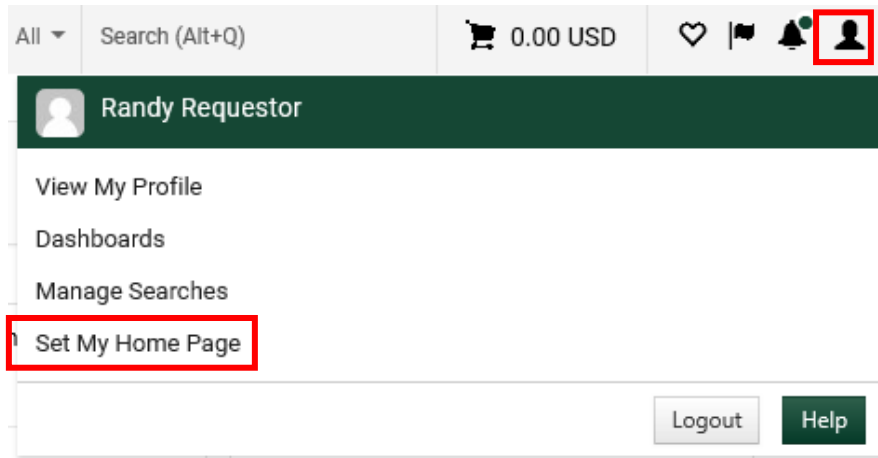 All Search (Alt+Q) 0.00 USD
Randy Requestor
View My Profile
Dashboards
Manage Searches
Set My Home Page
Logout Help